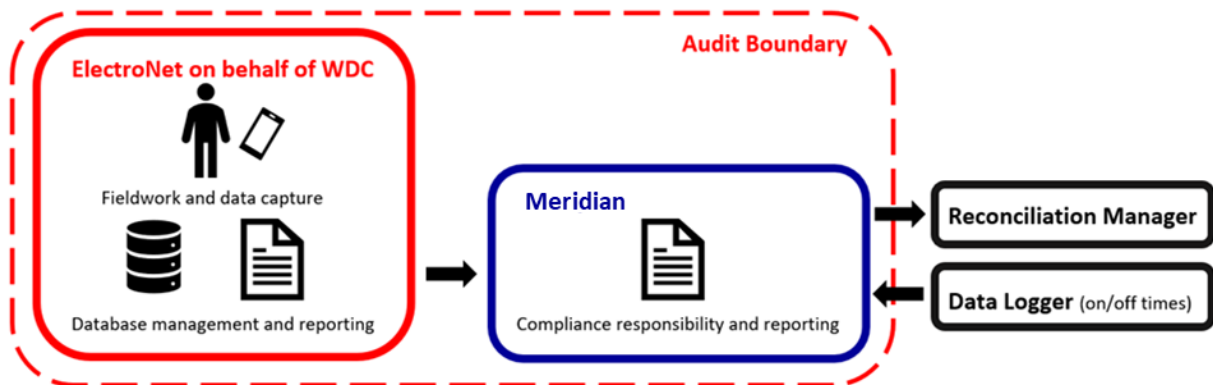 Audit Boundary
ElectroNet on behalf of WDC
Fieldwork and data capture
Database management and reporting
Meridian
Compliance responsibility and reporting
Reconciliation Manager
Data Logger (on/off times)